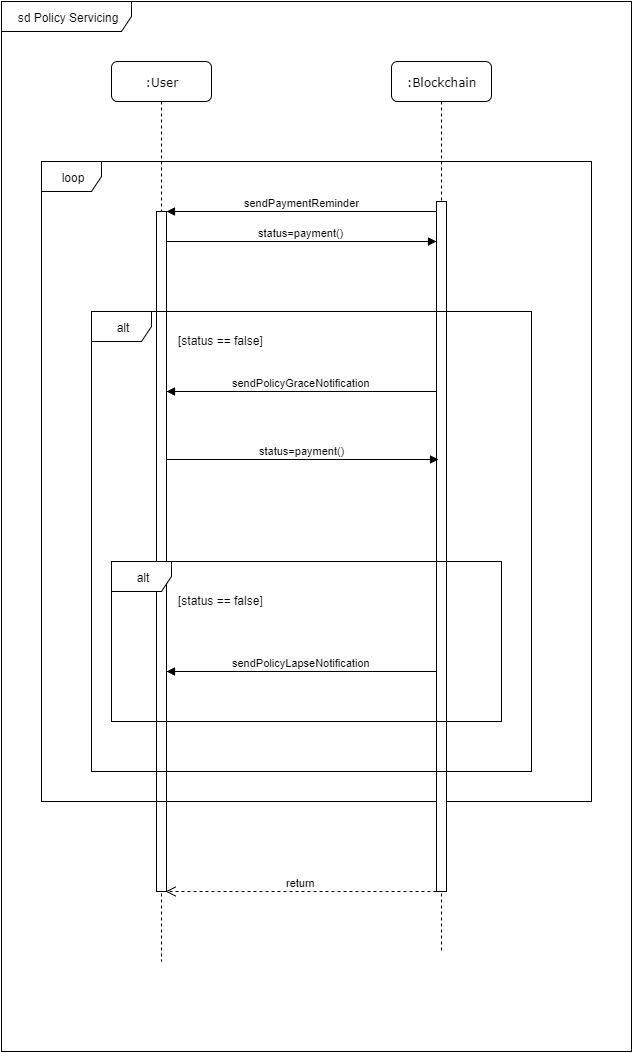 sd Policy Servicing
:User
:Blockchain
loop
sendPaymentReminder
status=payment()
alt
[status == false]
sendPolicyGraceNotification
status=payment()
alt
[status == false]
sendPolicyLapseNotification
return